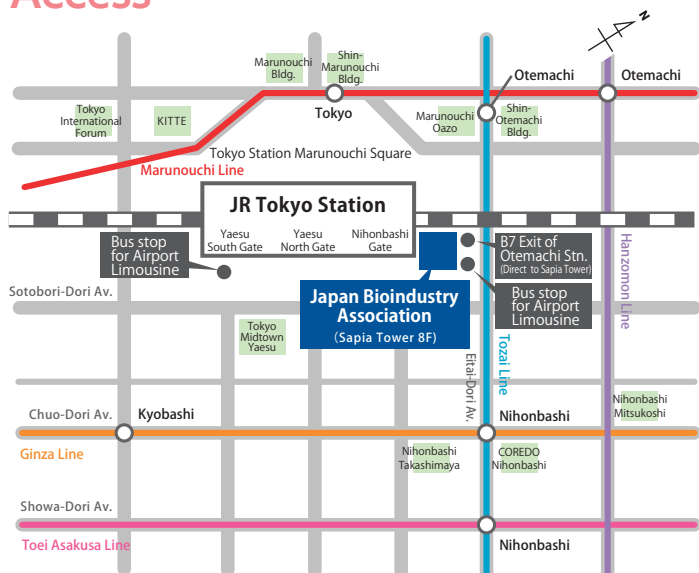 Access
N
Marunouchi
Bldg.
Shin-
Marunouchi
Bldg.
Otemachi
Otemachi
Tokyo
International
Forum
KITTE
Tokyo
Marunouchi
Oazo
Shin-
Otemachi
Bldg.
Tokyo Station Marunouchi Square
Marunouchi Line
JR Tokyo Station
Yaesu
South Gate
Yaesu
North Gate
Nihonbashi
Gate
Bus stop
for Airport
Limousine
B7 Exit of
Otemachi Stn.
(Direct to Sapia Tower)
Hanzomon Line
Bus stop
for Airport
Limousine
Sotobori-Dori Av.
Japan Bioindustry
Association
(Sapia Tower 8F)
Tokyo
Midtown
Yaesu
Eitai-Dori Av.
Tozai Line
Nihonbashi
Mitsukoshi
Chuo-Dori Av.
Kyobashi
Nihonbashi
Ginza Line
Nihonbashi
Takashimaya
COREDO
Nihonbashi
Showa-Dori Av.
Toei Asakusa Line
Nihonbashi